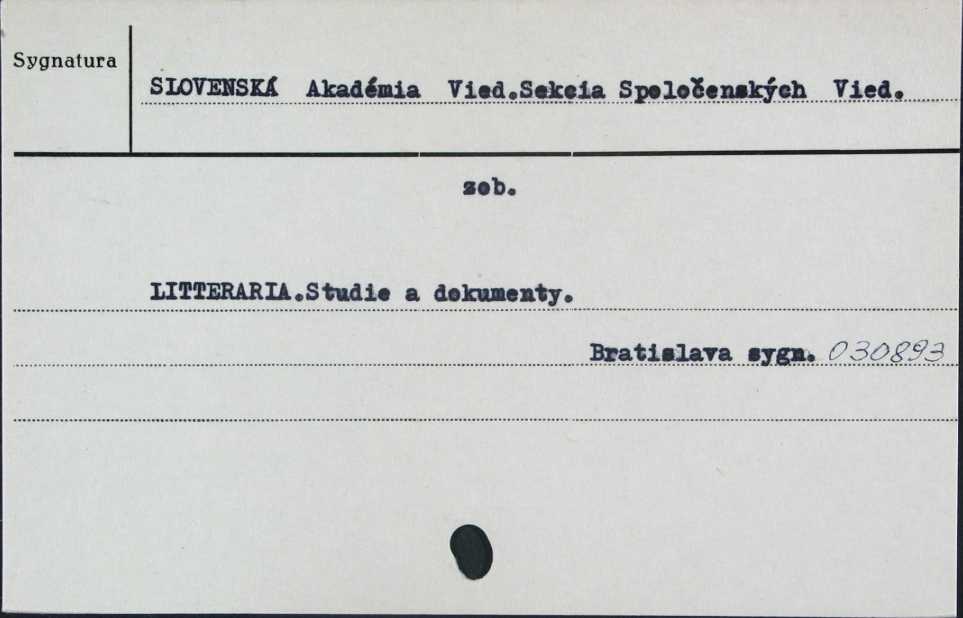 Sygnatura
SLOVENSKÁ Akadémia Vied.Sekcia Spoločenských Vied.
zob.
LITTERARIA.Studie a dokumenty.
Bratislava sygn. 030893